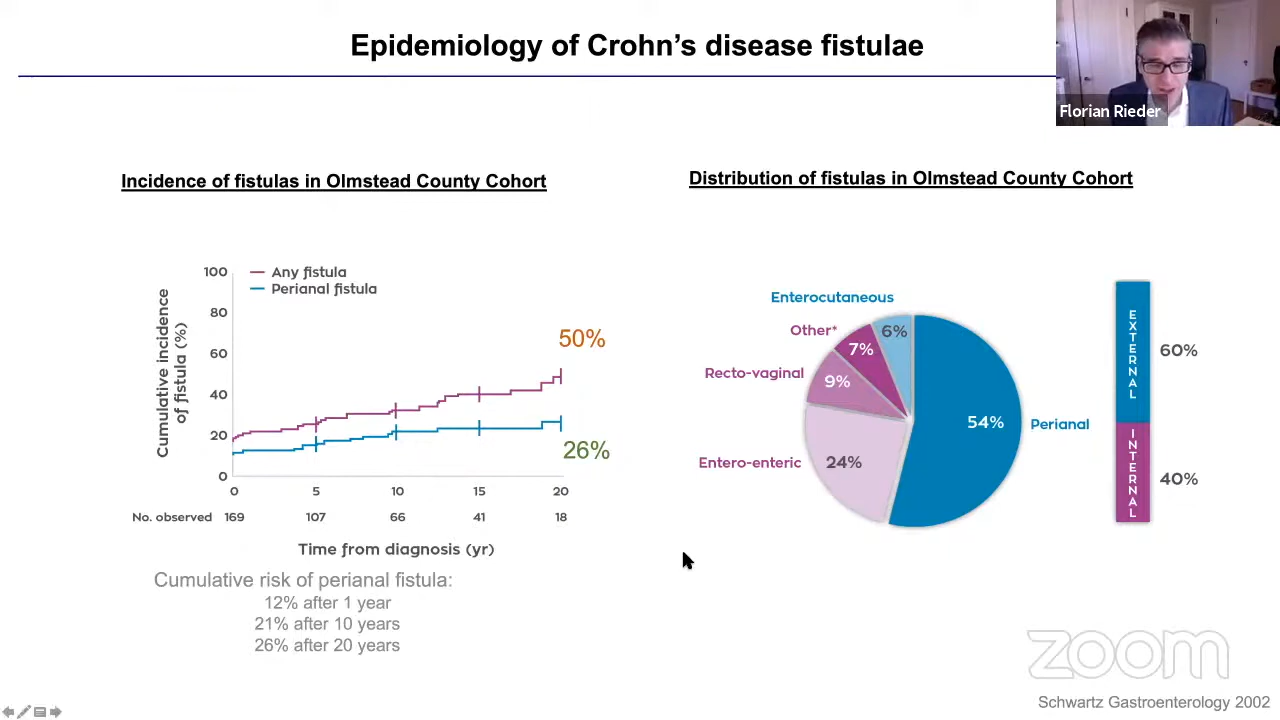 Epidemiology of Crohn's disease fistulae
Florian Rieder
Incidence of fistulas in Olmstead County Cohort
Any fistula
Perianal fistula
Cumulative incidence
of fistula (%)
100
80
60
40
20
0
50%
26%
0 5 10 15 20
No. observed 169 107 66 41 18
Time from diagnosis (yr)
Cumulative risk of perianal fistula:
12% after 1 year
21% after 10 years
26% after 20 years
Distribution of fistulas in Olmstead County Cohort
Enterocutaneous
6%
Other*
7%
Recto-vaginal
9%
Entero-enteric
24%
54%
Perianal
EXTERNAL
60%
INTERNAL
40%
zoom
Schwartz Gastroenterology 2002